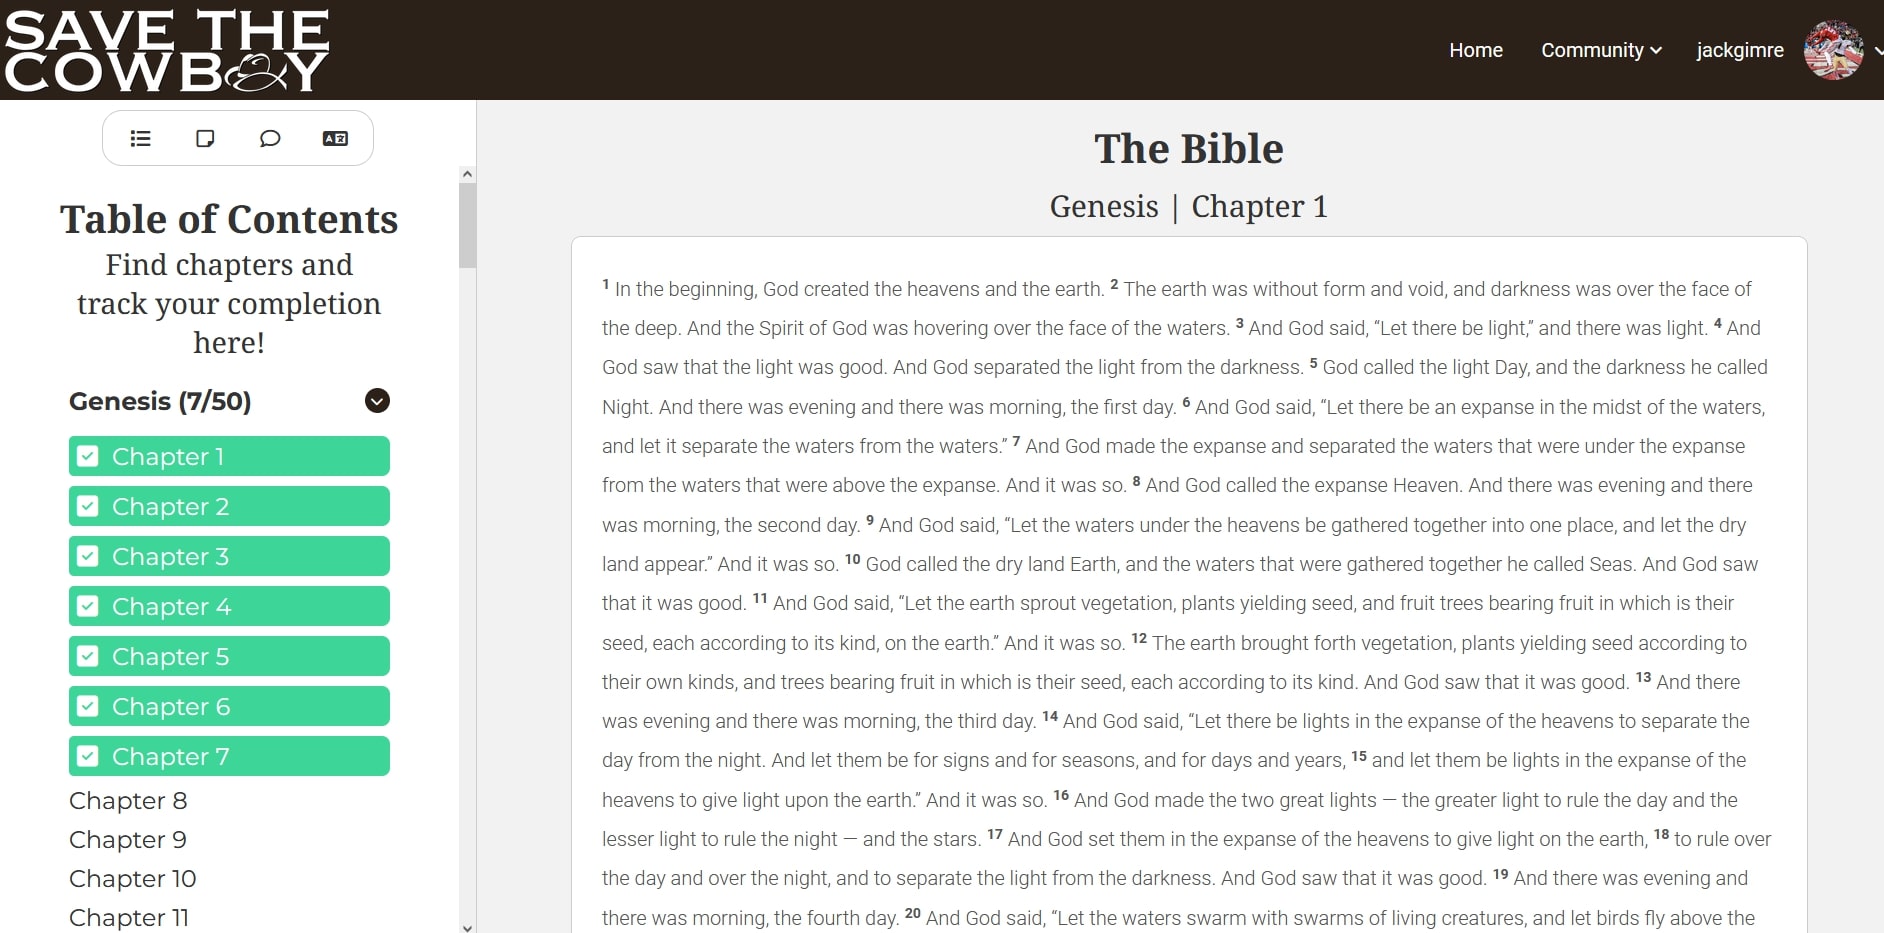 SAVE THE
COWBOY
Home
Community
jackgimre
Table of Contents
Find chapters and
track your completion
here!
Genesis (7/50)
Chapter 1
Chapter 2
Chapter 3
Chapter 4
Chapter 5
Chapter 6
Chapter 7
Chapter 8
Chapter 9
Chapter 10
Chapter 11
The Bible
Genesis | Chapter 1
1 In the beginning, God created the heavens and the earth. 2 The earth was without form and void, and darkness was over the face of
the deep. And the Spirit of God was hovering over the face of the waters. 3 And God said, “Let there be light,” and there was light. 4 And
God saw that the light was good. And God separated the light from the darkness. 5 God called the light Day, and the darkness he called
Night. And there was evening and there was morning, the first day. 6 And God said, “Let there be an expanse in the midst of the waters,
and let it separate the waters from the waters.” 7 And God made the expanse and separated the waters that were under the expanse
from the waters that were above the expanse. And it was so. 8 And God called the expanse Heaven. And there was evening and there
was morning, the second day. 9 And God said, “Let the waters under the heavens be gathered together into one place, and let the dry
land appear.” And it was so. 10 God called the dry land Earth, and the waters that were gathered together he called Seas. And God saw
that it was good. 11 And God said, “Let the earth sprout vegetation, plants yielding seed, and fruit trees bearing fruit in which is their
seed, each according to its kind, on the earth.” And it was so. 12 The earth brought forth vegetation, plants yielding seed according to
their own kinds, and trees bearing fruit in which is their seed, each according to its kind. And God saw that it was good. 13 And there
was evening and there was morning, the third day. 14 And God said, “Let there be lights in the expanse of the heavens to separate the
day from the night. And let them be for signs and for seasons, and for days and years, 15 and let them be lights in the expanse of the
heavens to give light upon the earth.” And it was so. 16 And God made the two great lights — the greater light to rule the day and the
lesser light to rule the night — and the stars. 17 And God set them in the expanse of the heavens to give light on the earth, 18 to rule over
the day and over the night, and to separate the light from the darkness. And God saw that it was good. 19 And there was evening and
there was morning, the fourth day. 20 And God said, “Let the waters swarm with swarms of living creatures, and let birds fly above the